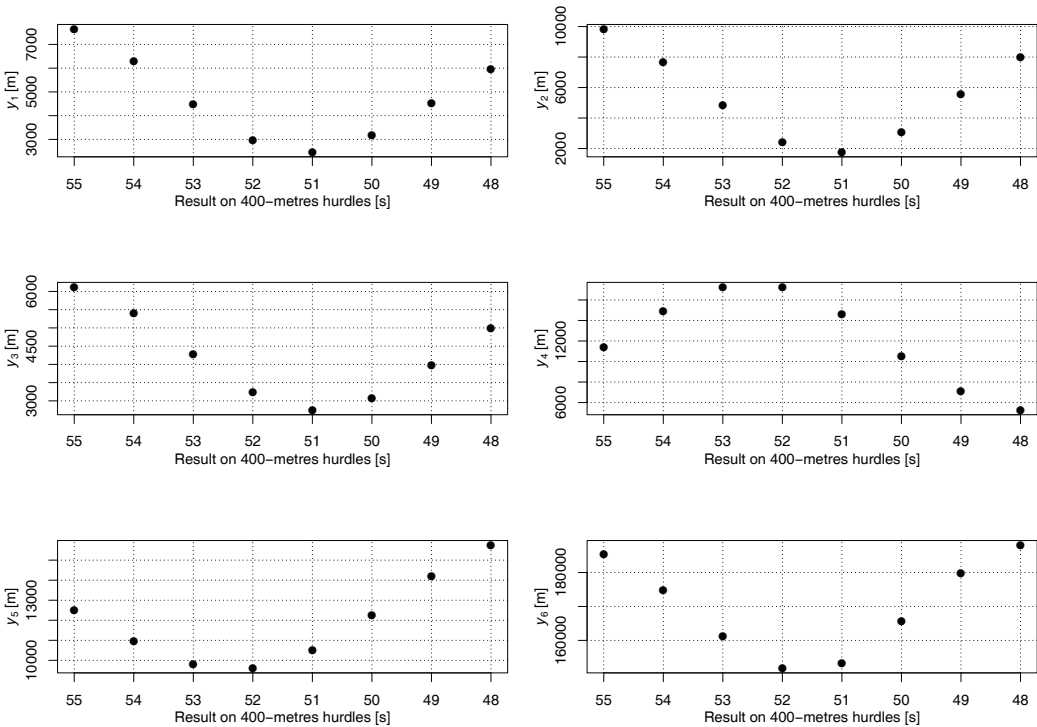 y1 [m]
7000
5000
3000
55 54 53 52 51 50 49 48
Result on 400−metres hurdles [s]
y2 [m]
10000
6000
2000
55 54 53 52 51 50 49 48
Result on 400−metres hurdles [s]
y3 [m]
6000
4500
3000
55 54 53 52 51 50 49 48
Result on 400−metres hurdles [s]
y4 [m]
12000
6000
55 54 53 52 51 50 49 48
Result on 400−metres hurdles [s]
y5 [m]
13000
10000
55 54 53 52 51 50 49 48
Result on 400−metres hurdles [s]
y6 [m]
180000
160000
55 54 53 52 51 50 49 48
Result on 400−metres hurdles [s]